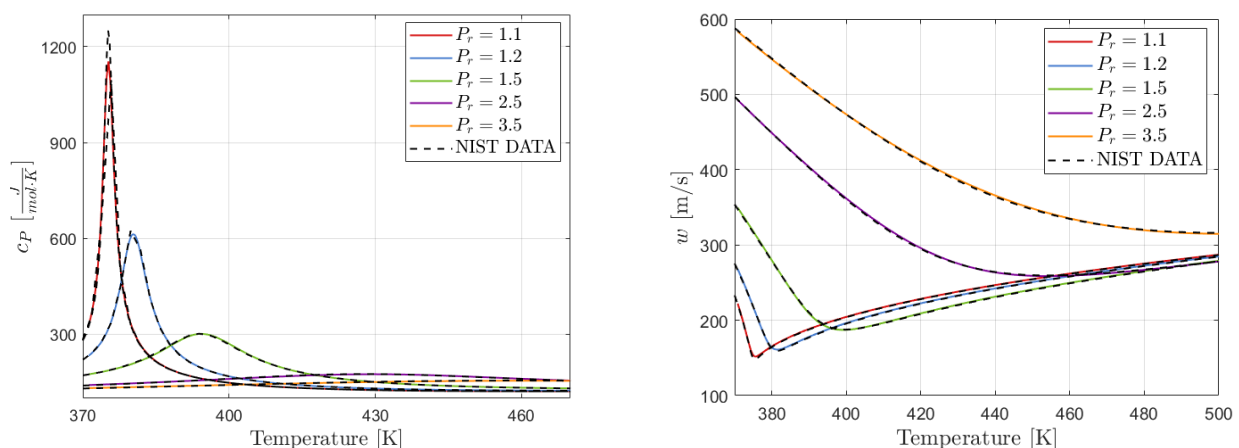 1200
900
600
300
370
400
430
460
Temperature [K]
c_P [J/mol·K]
P_r = 1.1
P_r = 1.2
P_r = 1.5
P_r = 2.5
P_r = 3.5
NIST DATA
600
500
400
300
200
100
380
400
420
440
460
480
500
Temperature [K]
w [m/s]
P_r = 1.1
P_r = 1.2
P_r = 1.5
P_r = 2.5
P_r = 3.5
NIST DATA